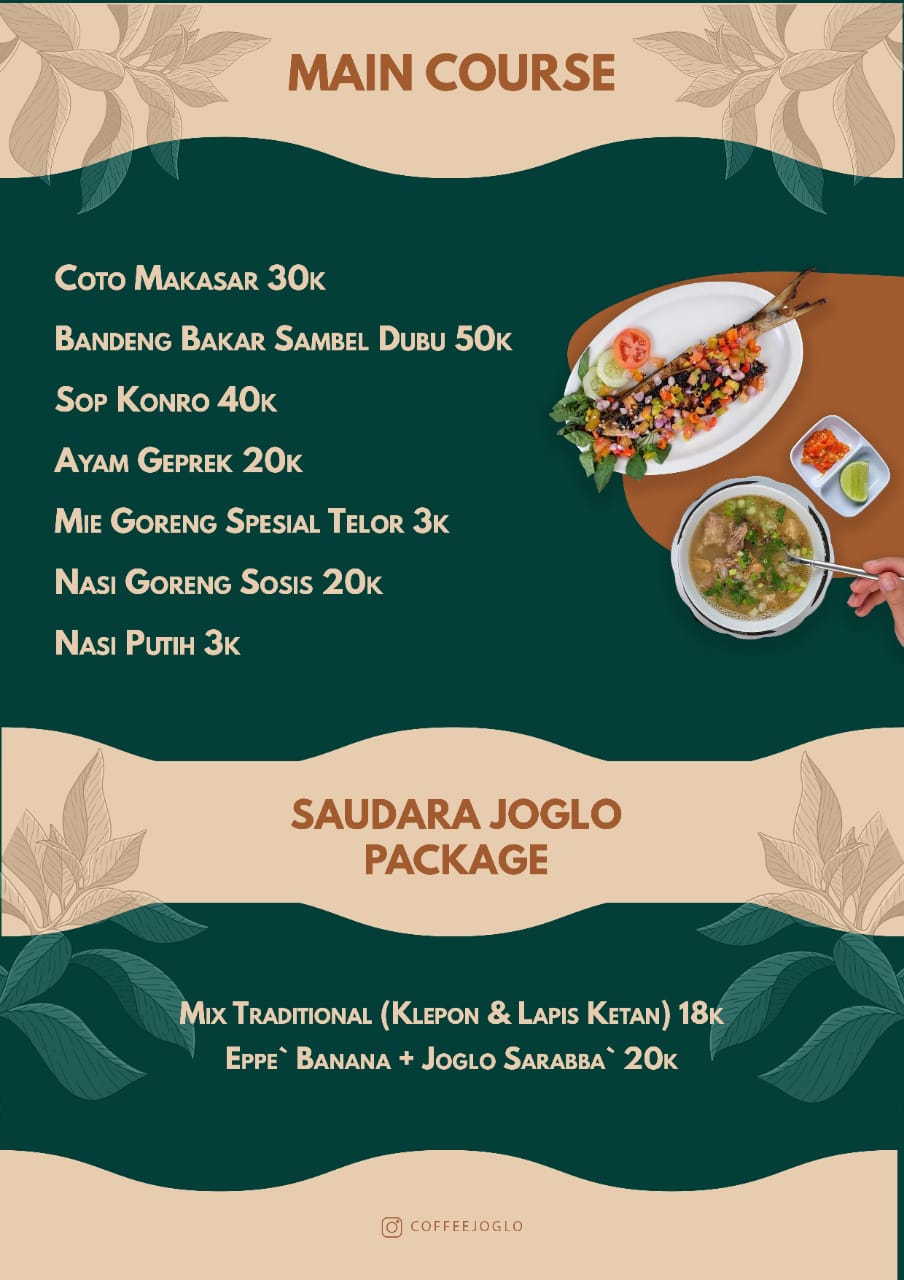 MAIN COURSE
Coto Makasar 30k
Bandeng Bakar Sambel Dubu 50k
Sop Konro 40k
Ayam Geprek 20k
Mie Goreng Spesial Telor 3k
Nasi Goreng Sosis 20k
Nasi Putih 3k
SAUDARA JOGLO
PACKAGE
Mix Traditional (Klepon & Lapis Ketan) 18k
Eppe` Banana + Joglo Sarabba` 20k
COFFEEJOGLO